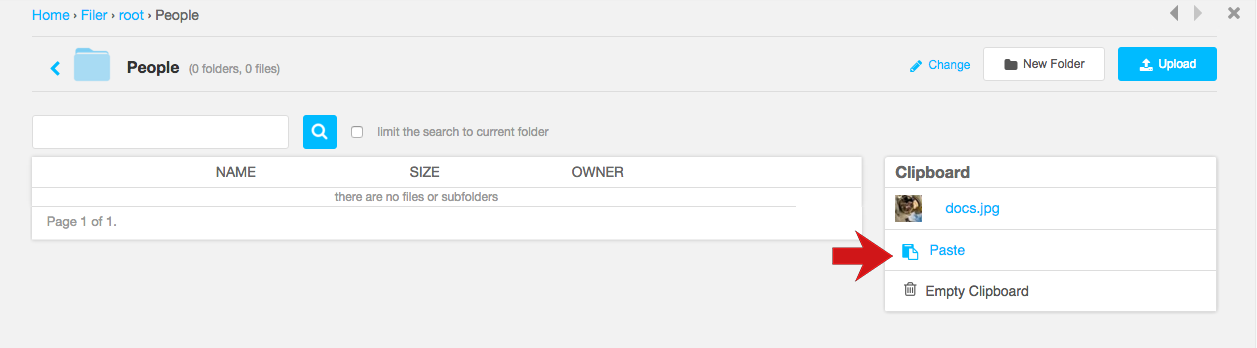 Home › Filer › root › People
People (0 folders, 0 files)
Change
New Folder
Upload
limit the search to current folder
NAME SIZE OWNER
there are no files or subfolders
Page 1 of 1.
Clipboard
docs.jpg
Paste
Empty Clipboard